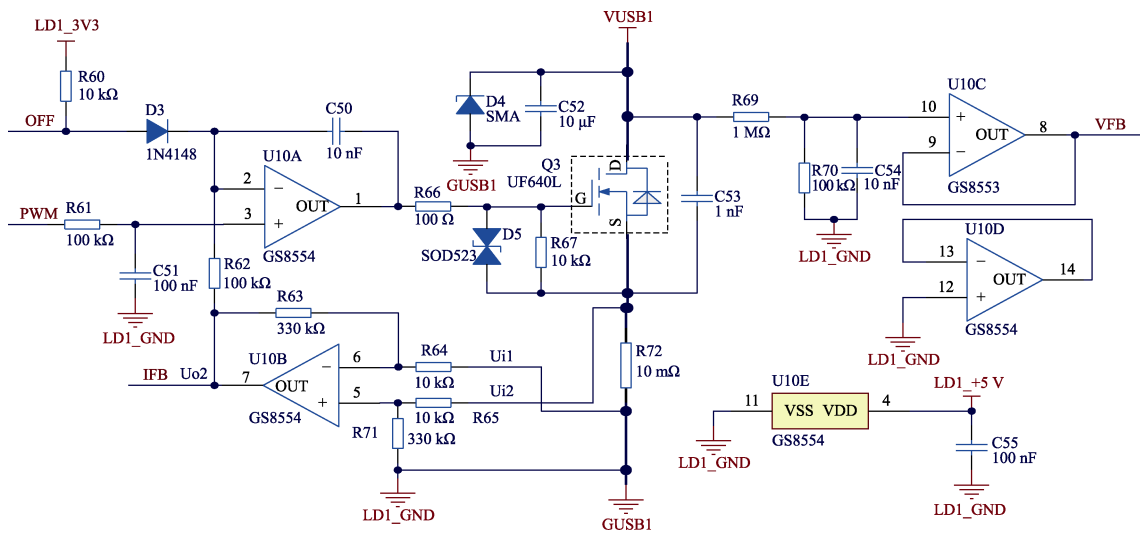 LD1_3V3
R60
10 kΩ
OFF
D3
1N4148
C50
10 nF
U10A
2
−
3
+
OUT
1
GS8554
PWM
R61
100 kΩ
C51
100 nF
LD1_GND
R62
100 kΩ
R63
330 kΩ
R66
100 Ω
D5
SOD523
R67
10 kΩ
VUSB1
D4
SMA
C52
10 μF
GUSB1
Q3
UF640L
D
G
S
C53
1 nF
R69
1 MΩ
R70
100 kΩ
C54
10 nF
LD1_GND
U10C
10
+
9
−
OUT
8
VFB
GS8553
U10D
13
−
12
+
OUT
14
GS8554
LD1_GND
IFB
Uo2
7
U10B
OUT
−
+
6
5
GS8554
R64
10 kΩ
Ui1
Ui2
10 kΩ
R65
R71
330 kΩ
LD1_GND
R72
10 mΩ
GUSB1
U10E
11
VSS VDD
4
GS8554
LD1_GND
LD1_+5 V
C55
100 nF
LD1_GND